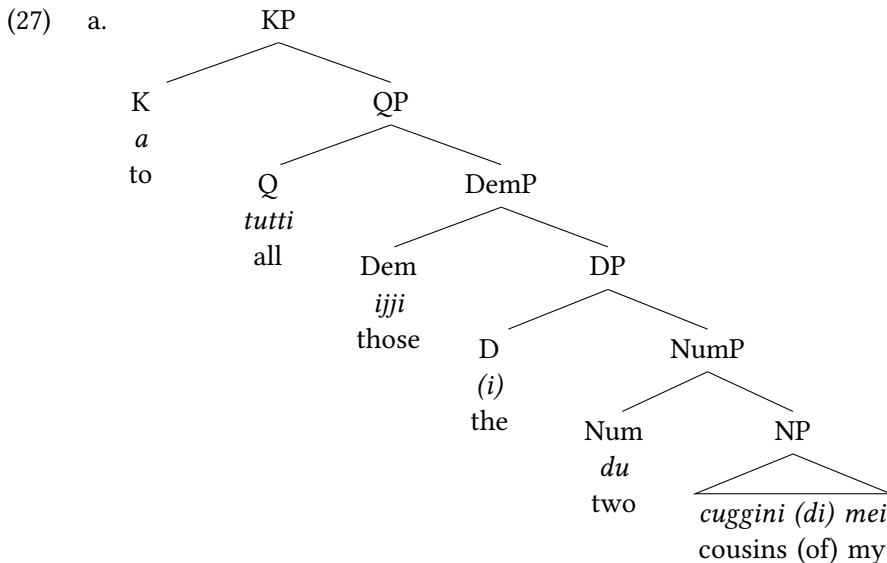 (27) a. KP
K QP
a
to
Q DemP
tutti
all
Dem DP
ijji
those
D NumP
(i)
the
Num NP
du
two
cuggini (di) mei
cousins (of) my